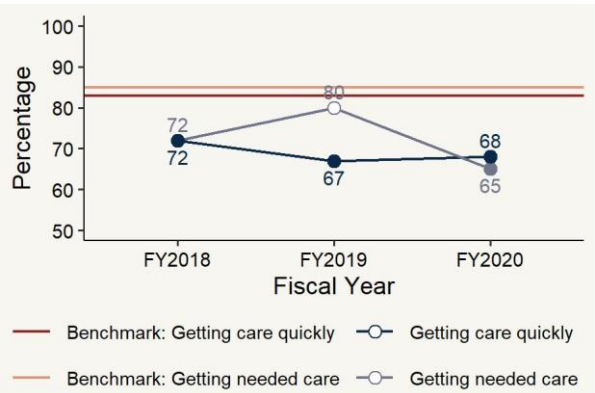 Percentage
100
90
80
70
60
50
72
72
80
67
68
65
FY2018 FY2019 FY2020
Fiscal Year
Benchmark: Getting care quickly Getting care quickly
Benchmark: Getting needed care Getting needed care